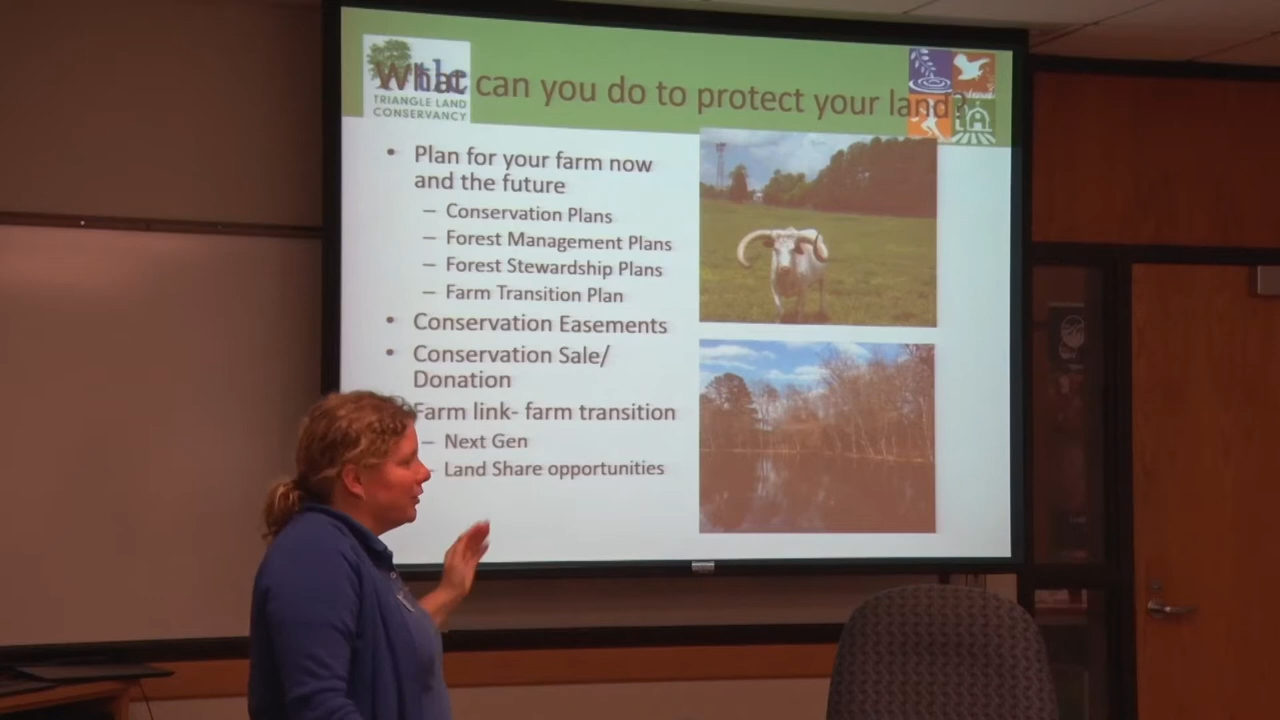 What can you do to protect your land?
tlc
TRIANGLE LAND
CONSERVANCY
• Plan for your farm now
and the future
– Conservation Plans
– Forest Management Plans
– Forest Stewardship Plans
– Farm Transition Plan
• Conservation Easements
• Conservation Sale/
Donation
Farm link- farm transition
– Next Gen
– Land Share opportunities